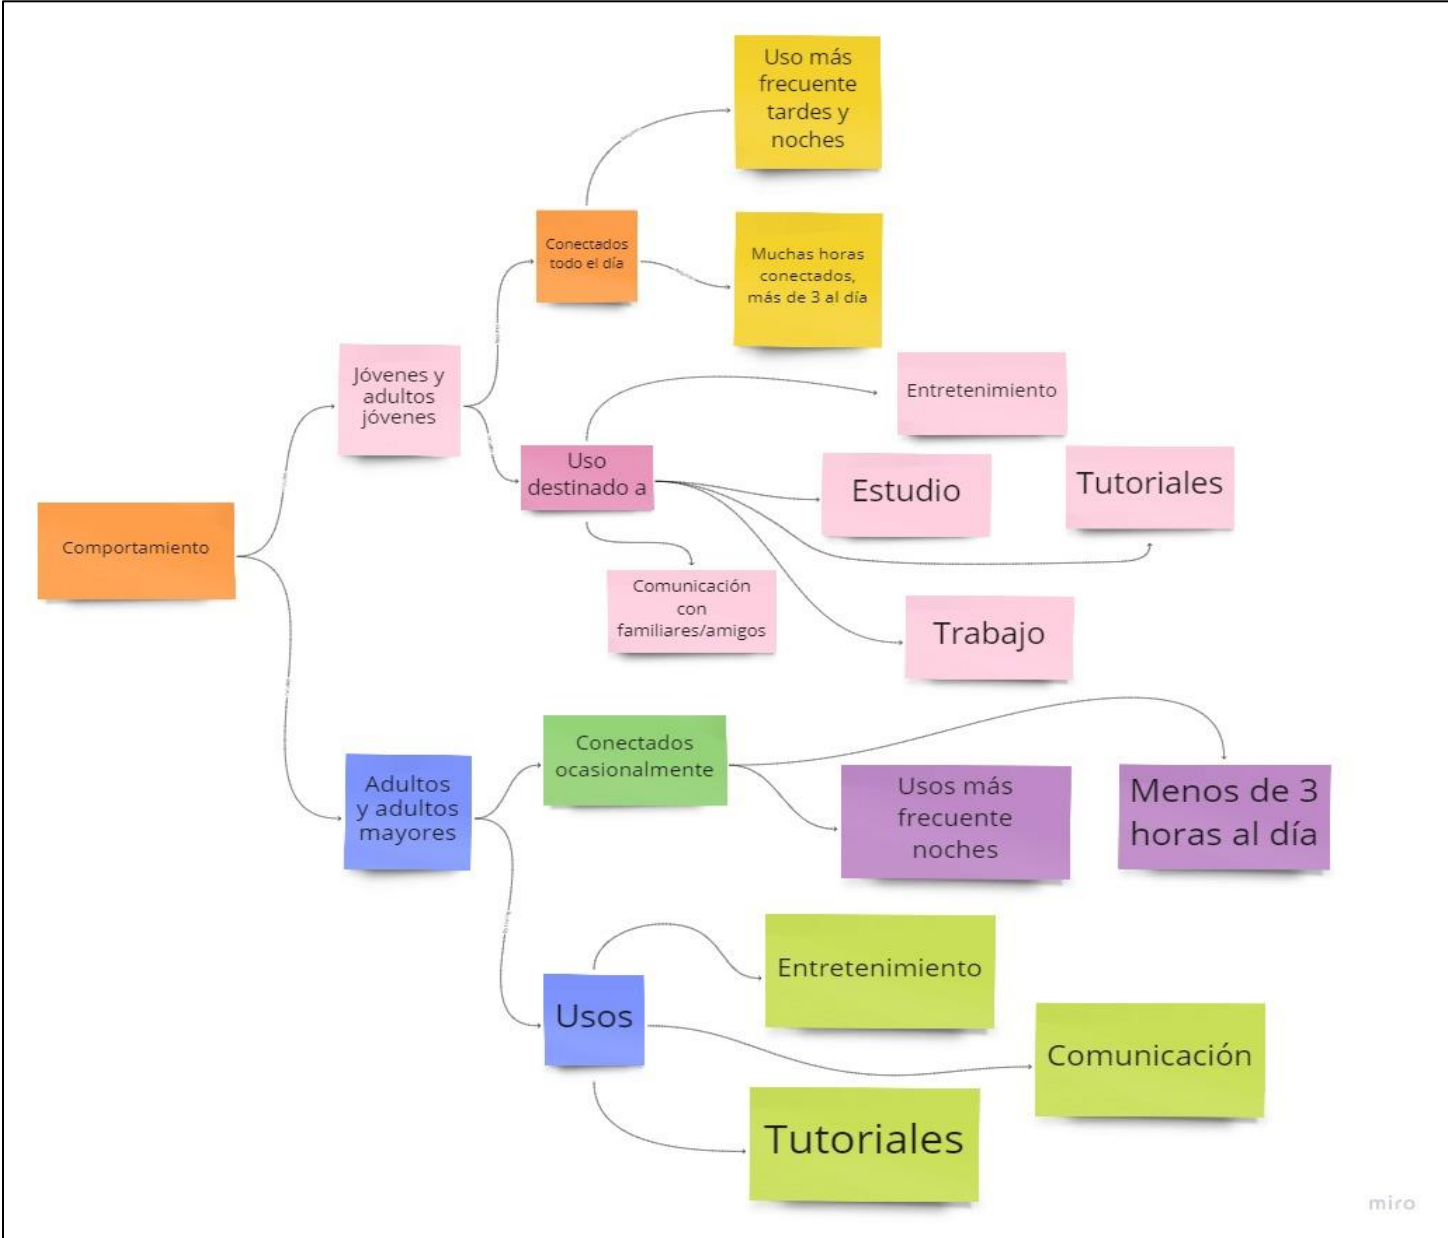 Uso más
frecuente
tardes y
noches
Conectados
todo el día
Muchas horas
conectados,
más de 3 al día
Jóvenes y
adultos
jóvenes
Entretenimiento
Uso
destinado a
Estudio
Tutoriales
Comportamiento
Comunicación
con
familiares/amigos
Trabajo
Conectados
ocasionalmente
Adultos
y adultos
mayores
Usos más
frecuente
noches
Menos de 3
horas al día
Entretenimiento
Usos
Comunicación
Tutoriales
miro